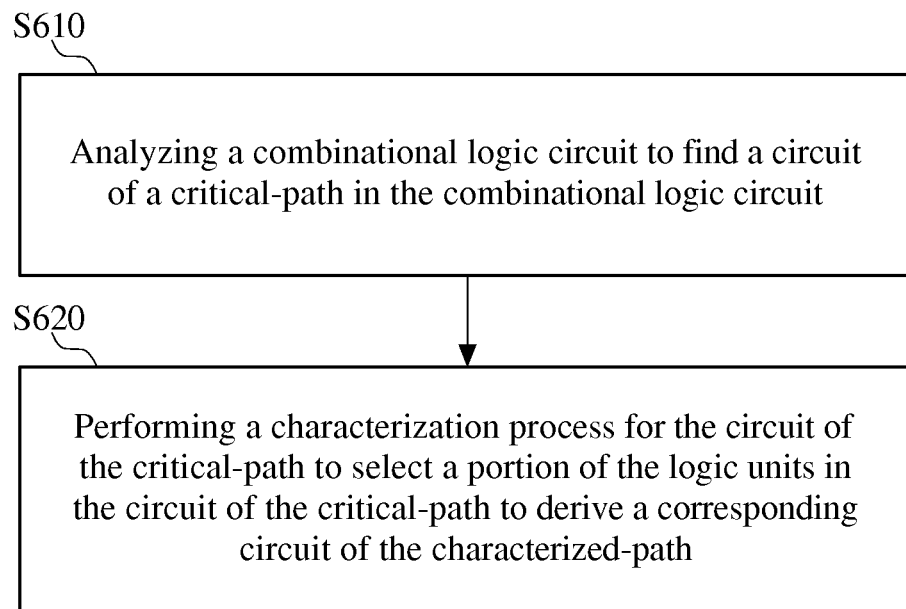 S610
Analyzing a combinational logic circuit to find a circuit
of a critical-path in the combinational logic circuit
S620
Performing a characterization process for the circuit of
the critical-path to select a portion of the logic units in
the circuit of the critical-path to derive a corresponding
circuit of the characterized-path